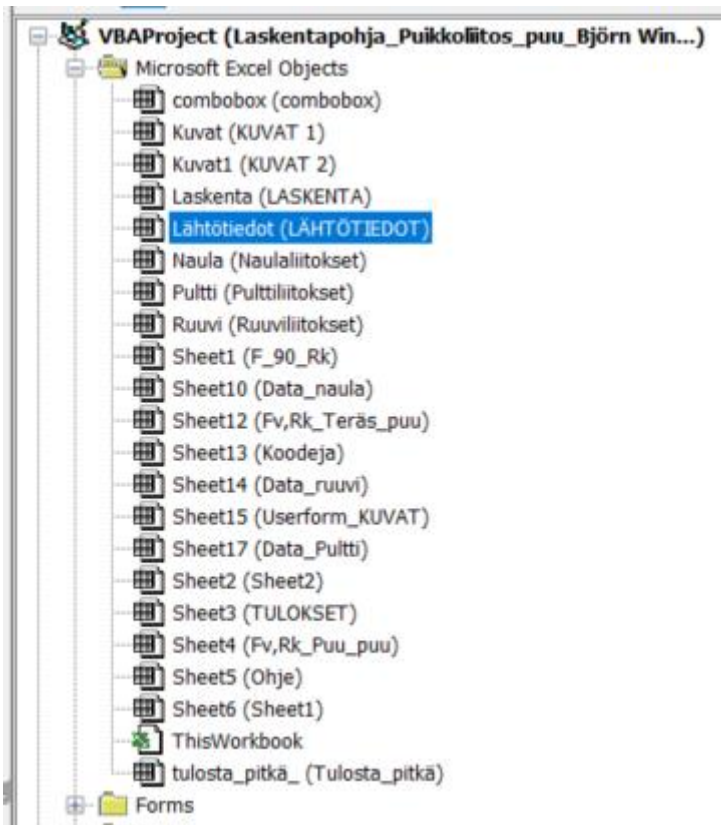 VBAProject (Laskentapohja_Puikkoliitos_puu_Björn Win...)
Microsoft Excel Objects
combobox (combobox)
Kuvat (KUVAT 1)
Kuvat1 (KUVAT 2)
Laskenta (LASKENTA)
Lähtötiedot (LÄHTÖTIEDOT)
Naula (Naulaliitokset)
Pultti (Pulttiliitokset)
Ruuvi (Ruuviliitokset)
Sheet1 (F_90_Rk)
Sheet10 (Data_naula)
Sheet12 (Fv,Rk_Teräs_puu)
Sheet13 (Koodeja)
Sheet14 (Data_ruuvi)
Sheet15 (Userform_KUVAT)
Sheet17 (Data_Pultti)
Sheet2 (Sheet2)
Sheet3 (TULOKSET)
Sheet4 (Fv,Rk_Puu_puu)
Sheet5 (Ohje)
Sheet6 (Sheet1)
ThisWorkbook
tulosta_pitkä_ (Tulosta_pitkä)
Forms